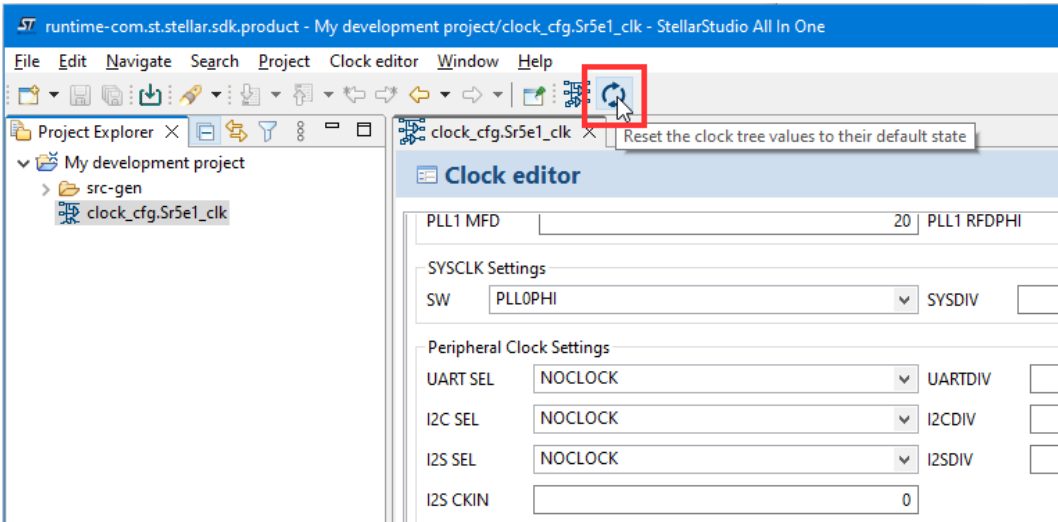 runtime-com.st.stellar.sdk.product - My development project/clock_cfg.Sr5e1_clk - StellarStudio All In One
File Edit Navigate Search Project Clock editor Window Help
Project Explorer
clock_cfg.Sr5e1_clk
Reset the clock tree values to their default state
My development project
src-gen
clock_cfg.Sr5e1_clk
Clock editor
PLL1 MFD 20 PLL1 RFDPHI
SYSCLK Settings
SW PLL0PHI SYSDIV
Peripheral Clock Settings
UART SEL NOCLOCK UARTDIV
I2C SEL NOCLOCK I2CDIV
I2S SEL NOCLOCK I2SDIV
I2S CKIN 0